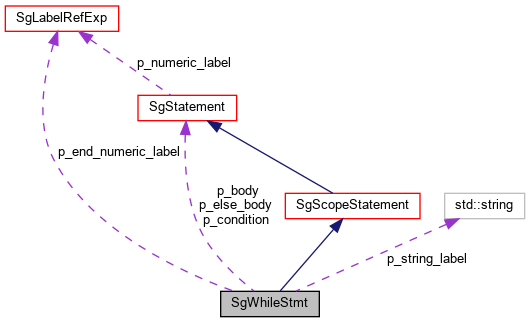 SgLabelRefExp
p_numeric_label
SgStatement
p_end_numeric_label
p_body
p_else_body
p_condition
SgScopeStatement
std::string
p_string_label
SgWhileStmt